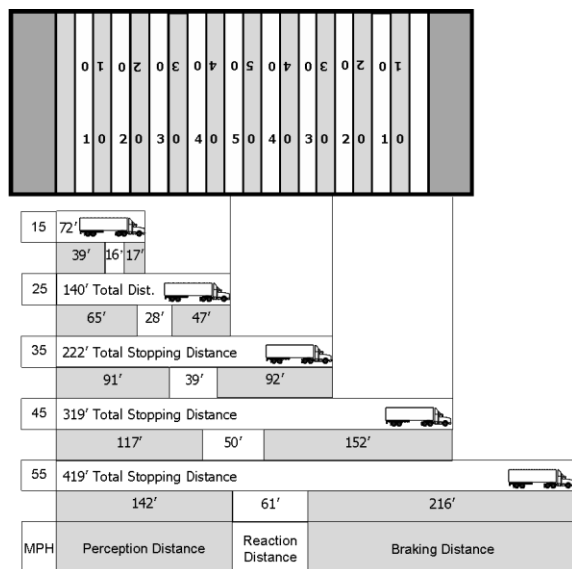 0 1 0 2 0 3 0 4 0 5 0 4 0 3 0 2 0 1
1 0 2 0 3 0 4 0 5 0 4 0 3 0 2 0 1 0
15 72′
39′ 16′ 17′
25 140′ Total Dist.
65′ 28′ 47′
35 222′ Total Stopping Distance
91′ 39′ 92′
45 319′ Total Stopping Distance
117′ 50′ 152′
55 419′ Total Stopping Distance
142′ 61′ 216′
MPH Perception Distance Reaction Distance Braking Distance